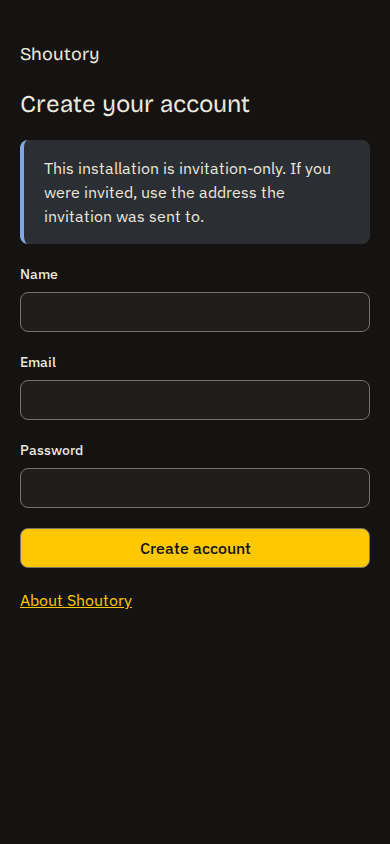 Shoutory
Create your account
This installation is invitation-only. If you
were invited, use the address the
invitation was sent to.
Name
Email
Password
Create account
About Shoutory